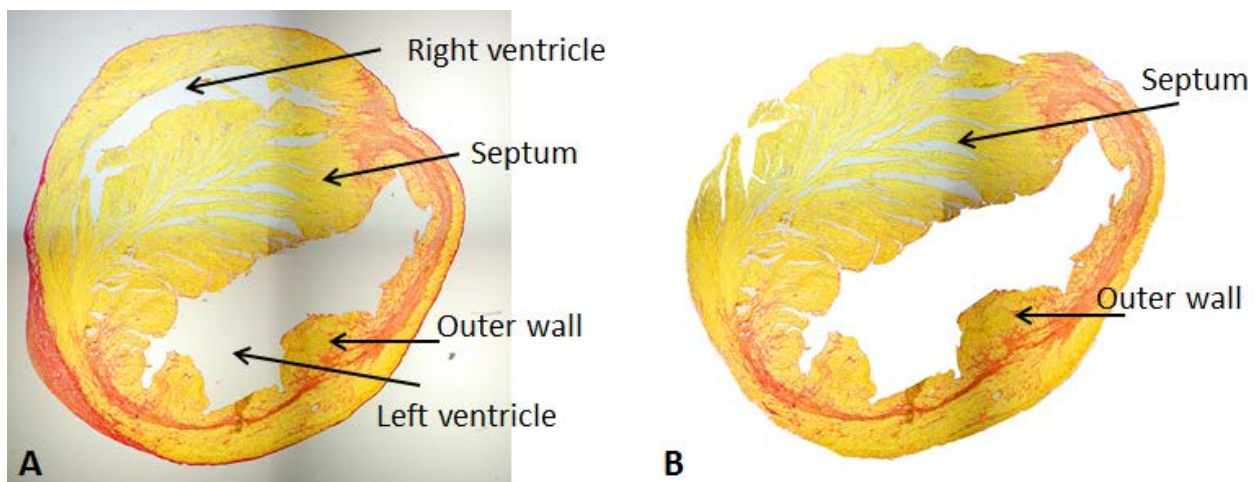 Right ventricle
Septum
Outer wall
Left ventricle
A
Septum
Outer wall
B